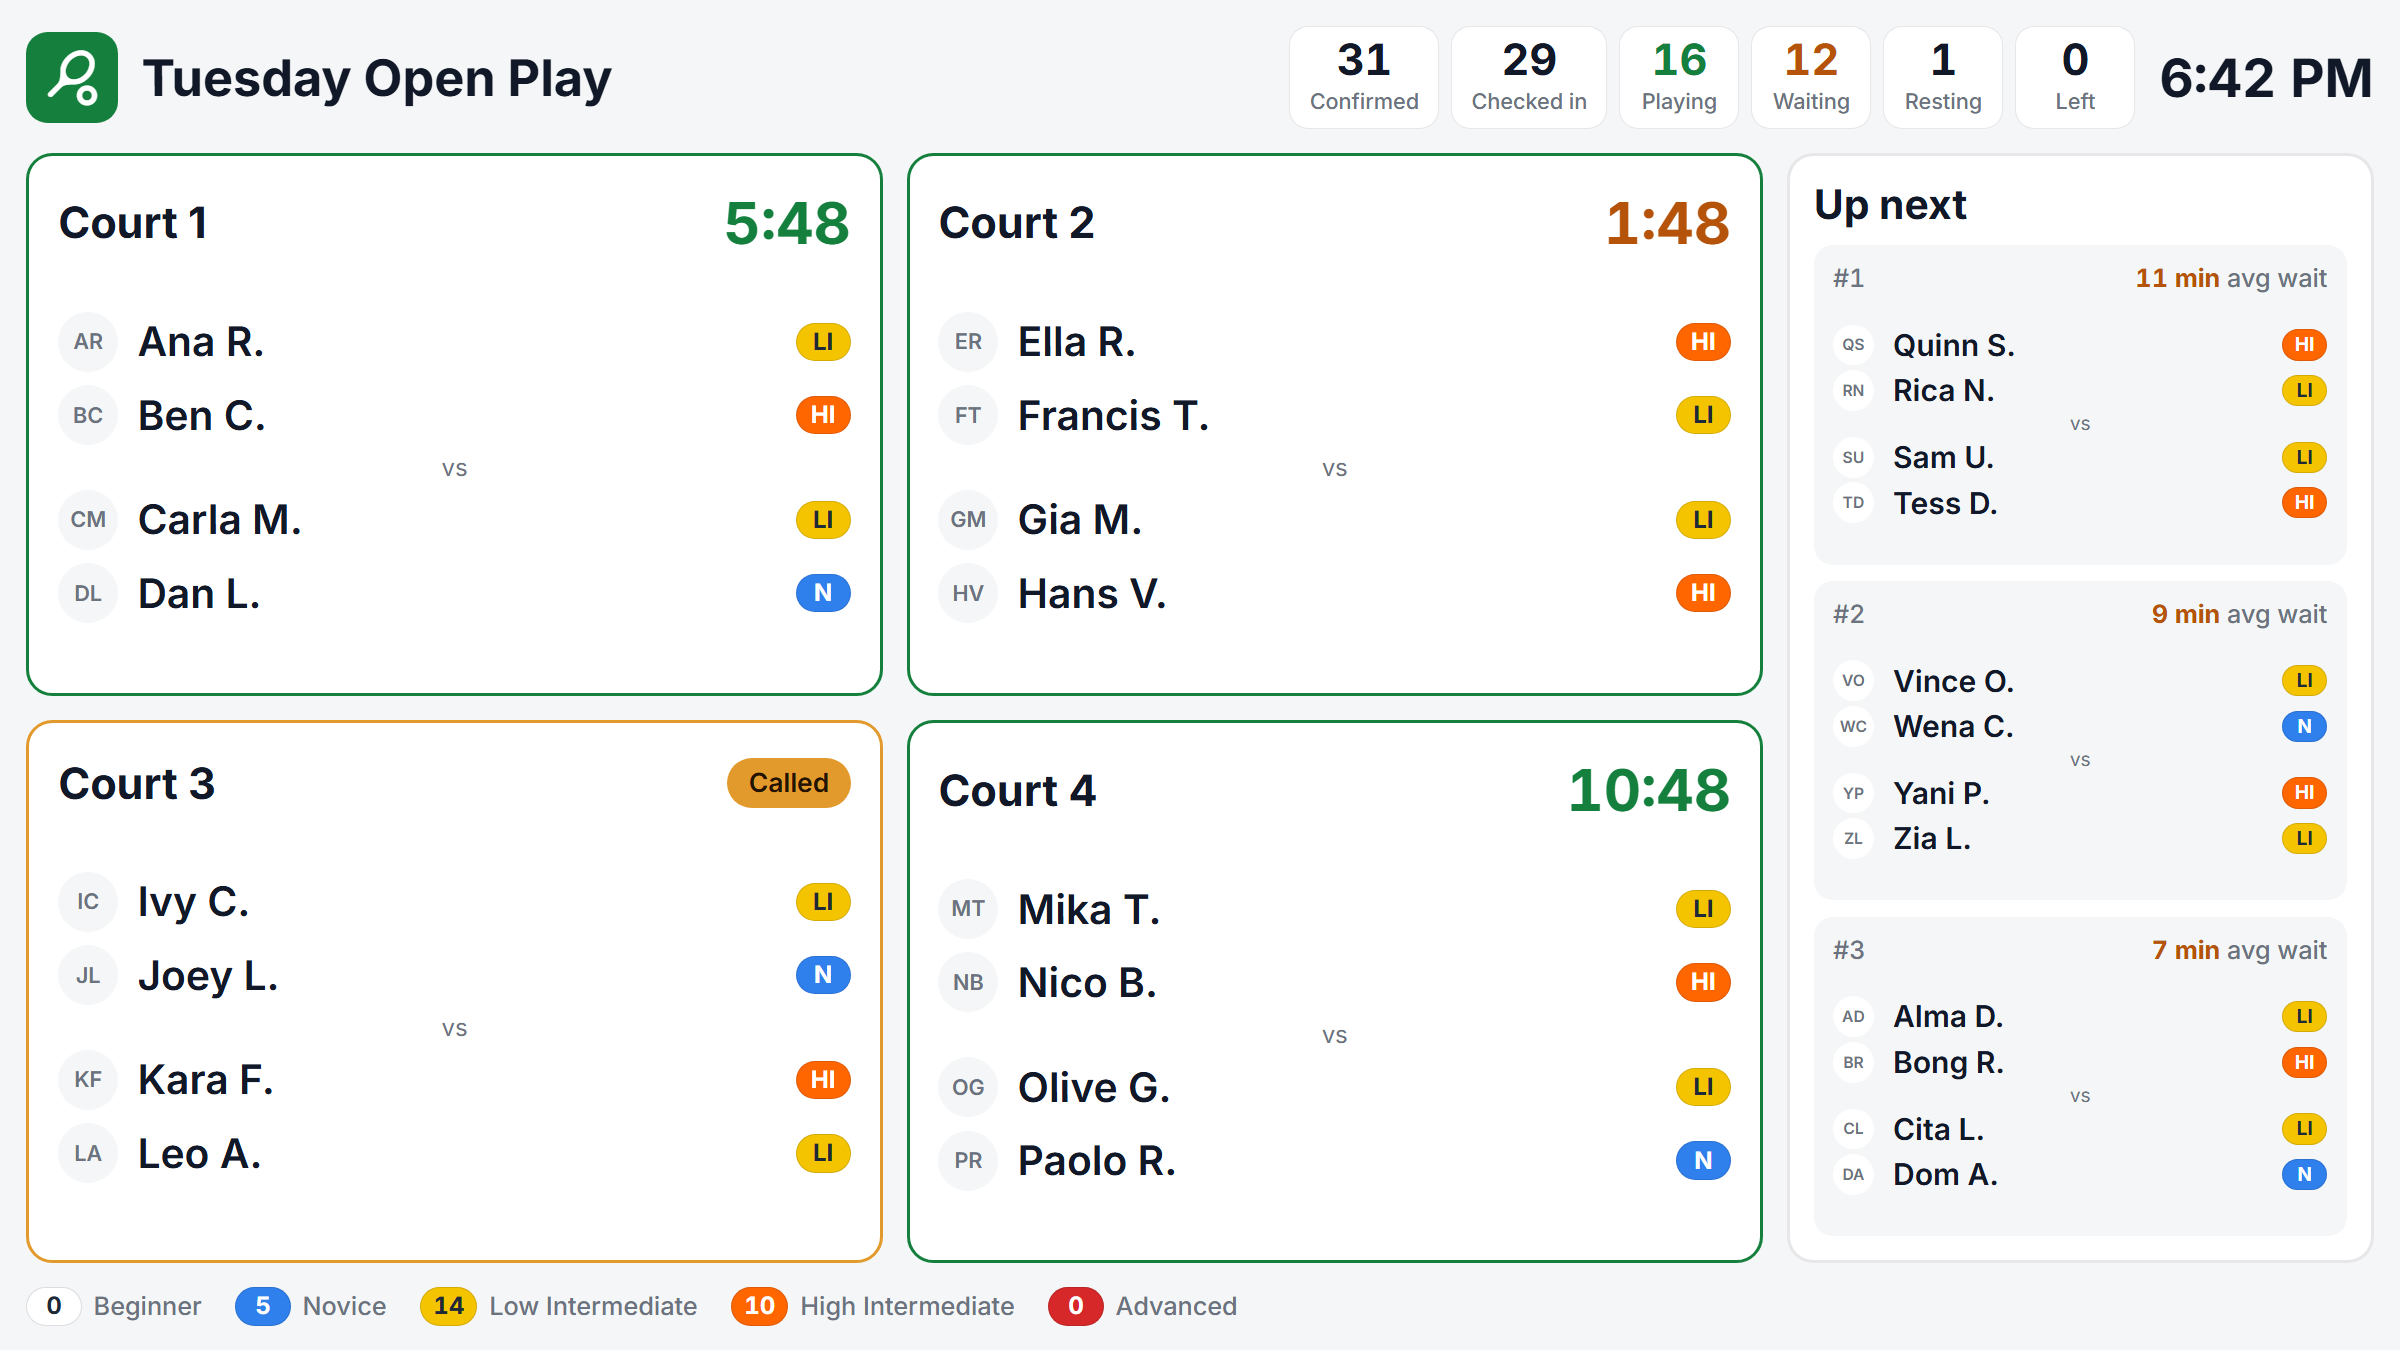 Tuesday Open Play
31 Confirmed
29 Checked in
16 Playing
12 Waiting
1 Resting
0 Left
6:42 PM
Court 1 5:48
AR Ana R. LI
BC Ben C. HI
vs
CM Carla M. LI
DL Dan L. N
Court 2 1:48
ER Ella R. HI
FT Francis T. LI
vs
GM Gia M. LI
HV Hans V. HI
Court 3 Called
IC Ivy C. LI
JL Joey L. N
vs
KF Kara F. HI
LA Leo A. LI
Court 4 10:48
MT Mika T. LI
NB Nico B. HI
vs
OG Olive G. LI
PR Paolo R. N
Up next
#1 11 min avg wait
QS Quinn S. HI
RN Rica N. LI
vs
SU Sam U. LI
TD Tess D. HI
#2 9 min avg wait
VO Vince O. LI
WC Wena C. N
vs
YP Yani P. HI
ZL Zia L. LI
#3 7 min avg wait
AD Alma D. LI
BR Bong R. HI
vs
CL Cita L. LI
DA Dom A. N
0 Beginner 5 Novice 14 Low Intermediate 10 High Intermediate 0 Advanced